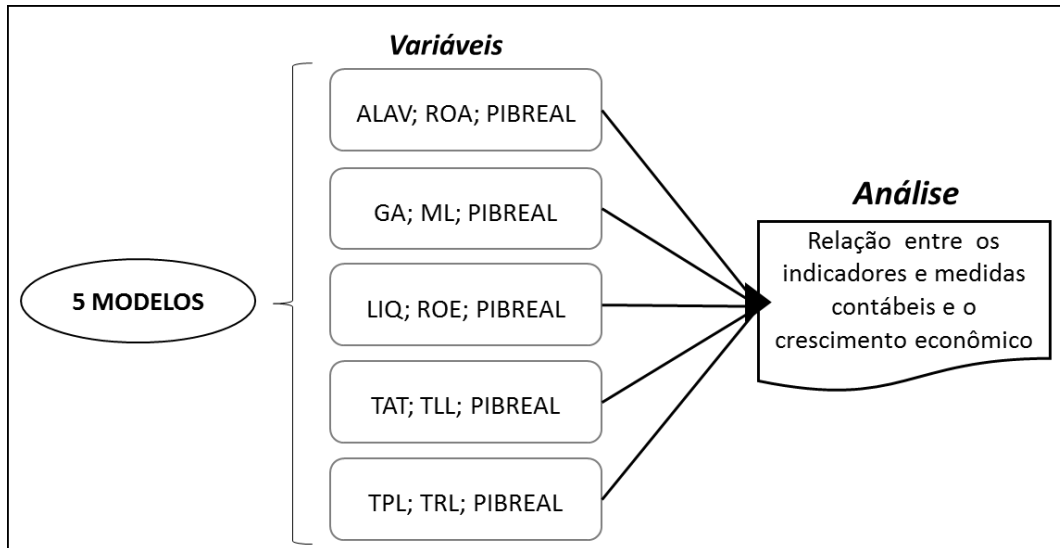 Variáveis
5 MODELOS
ALAV; ROA; PIBREAL
GA; ML; PIBREAL
LIQ; ROE; PIBREAL
TAT; TLL; PIBREAL
TPL; TRL; PIBREAL
Análise
Relação entre os
indicadores e medidas
contábeis e o
crescimento econômico